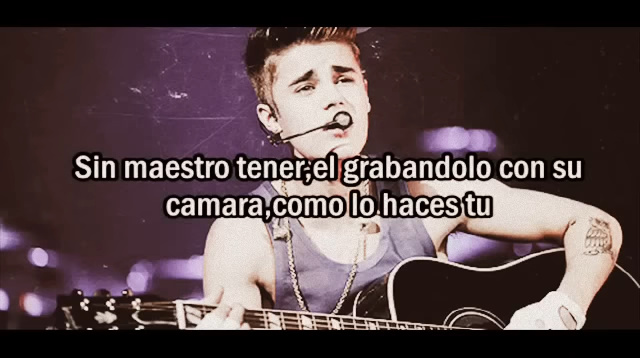 Sin maestro tener,el grabandolo con su
camara,como lo haces tu